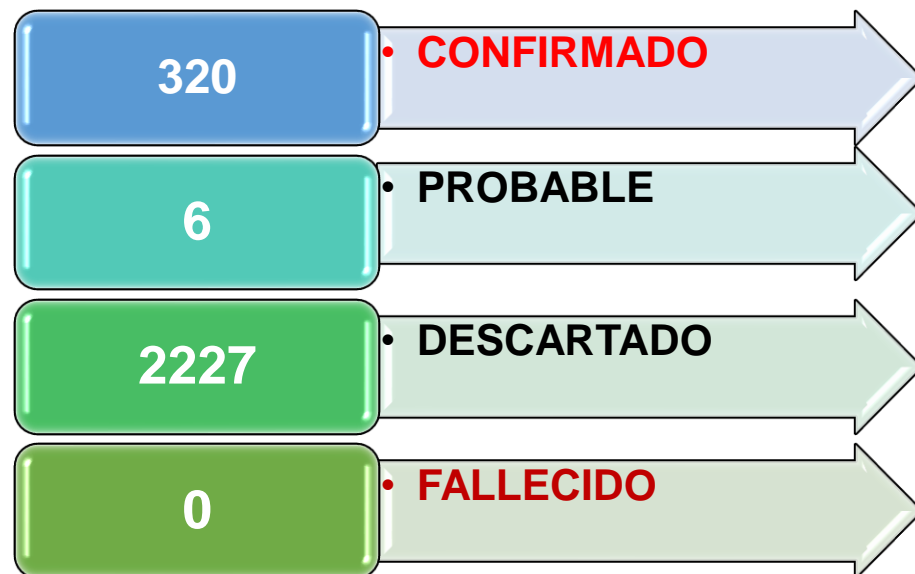 320
• CONFIRMADO
6
• PROBABLE
2227
• DESCARTADO
0
• FALLECIDO